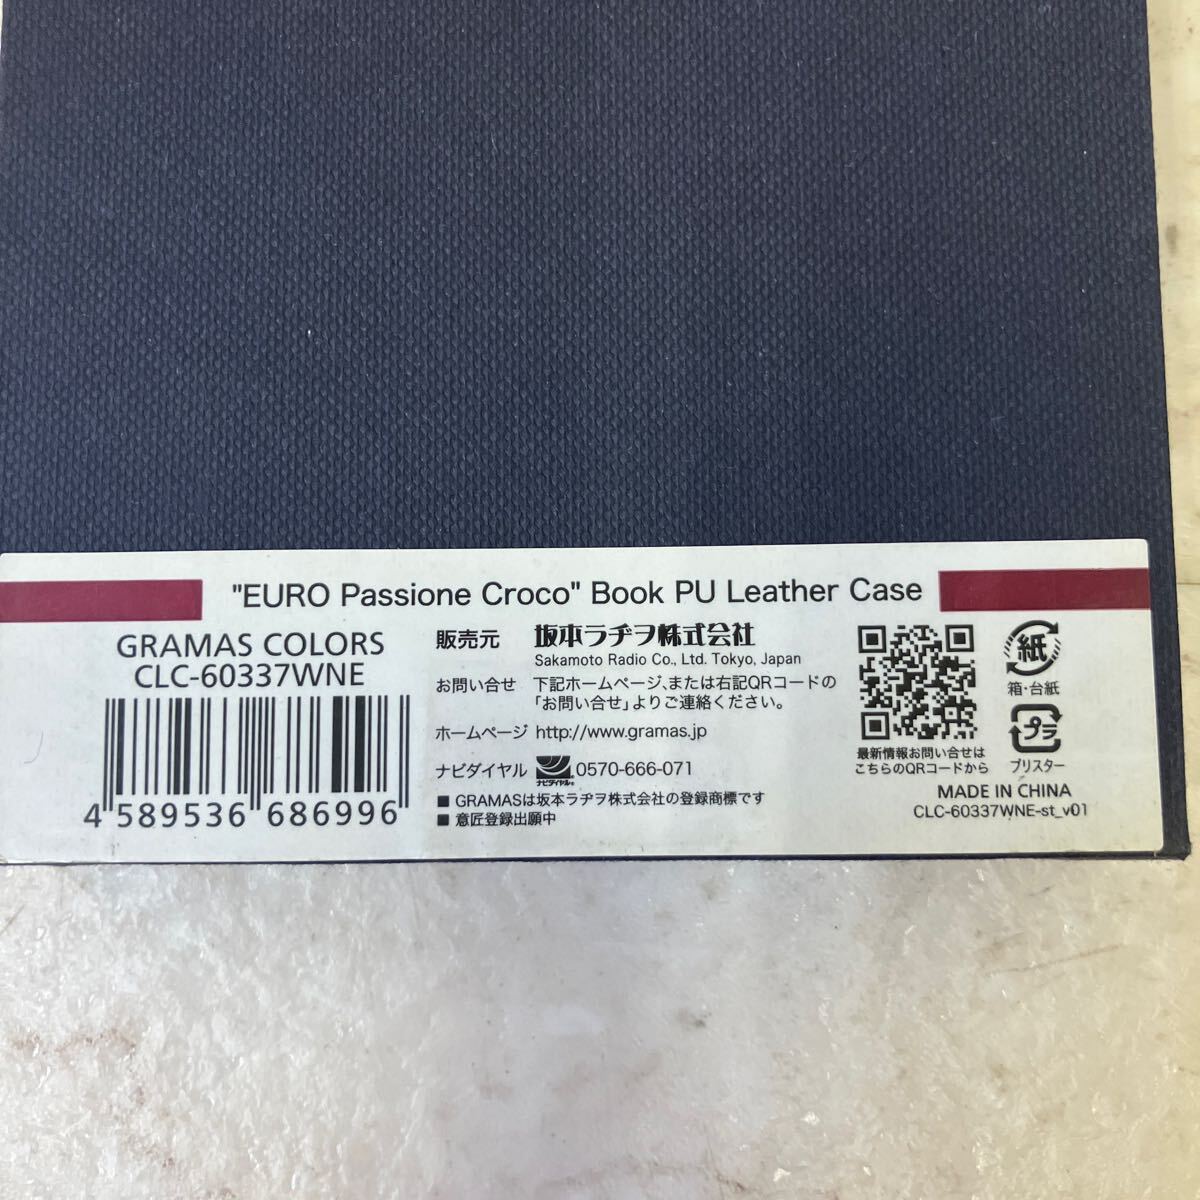 "EURO Passione Croco" Book PU Leather Case
GRAMAS COLORS
CLC-60337WNE
4 589536 686996
販売元 坂本ラヂヲ株式会社
Sakamoto Radio Co., Ltd. Tokyo, Japan
お問い合せ 下記ホームページ、または右記QRコードの
「お問い合せ」よりご連絡ください。
ホームページ http://www.gramas.jp
ナビダイヤル ナビダイヤル 0570-666-071
■ GRAMASは坂本ラヂヲ株式会社の登録商標です
■ 意匠登録出願中
最新情報お問い合せは
こちらのQRコードから
紙
箱・台紙
プラ
ブリスター
MADE IN CHINA
CLC-60337WNE-st_v01